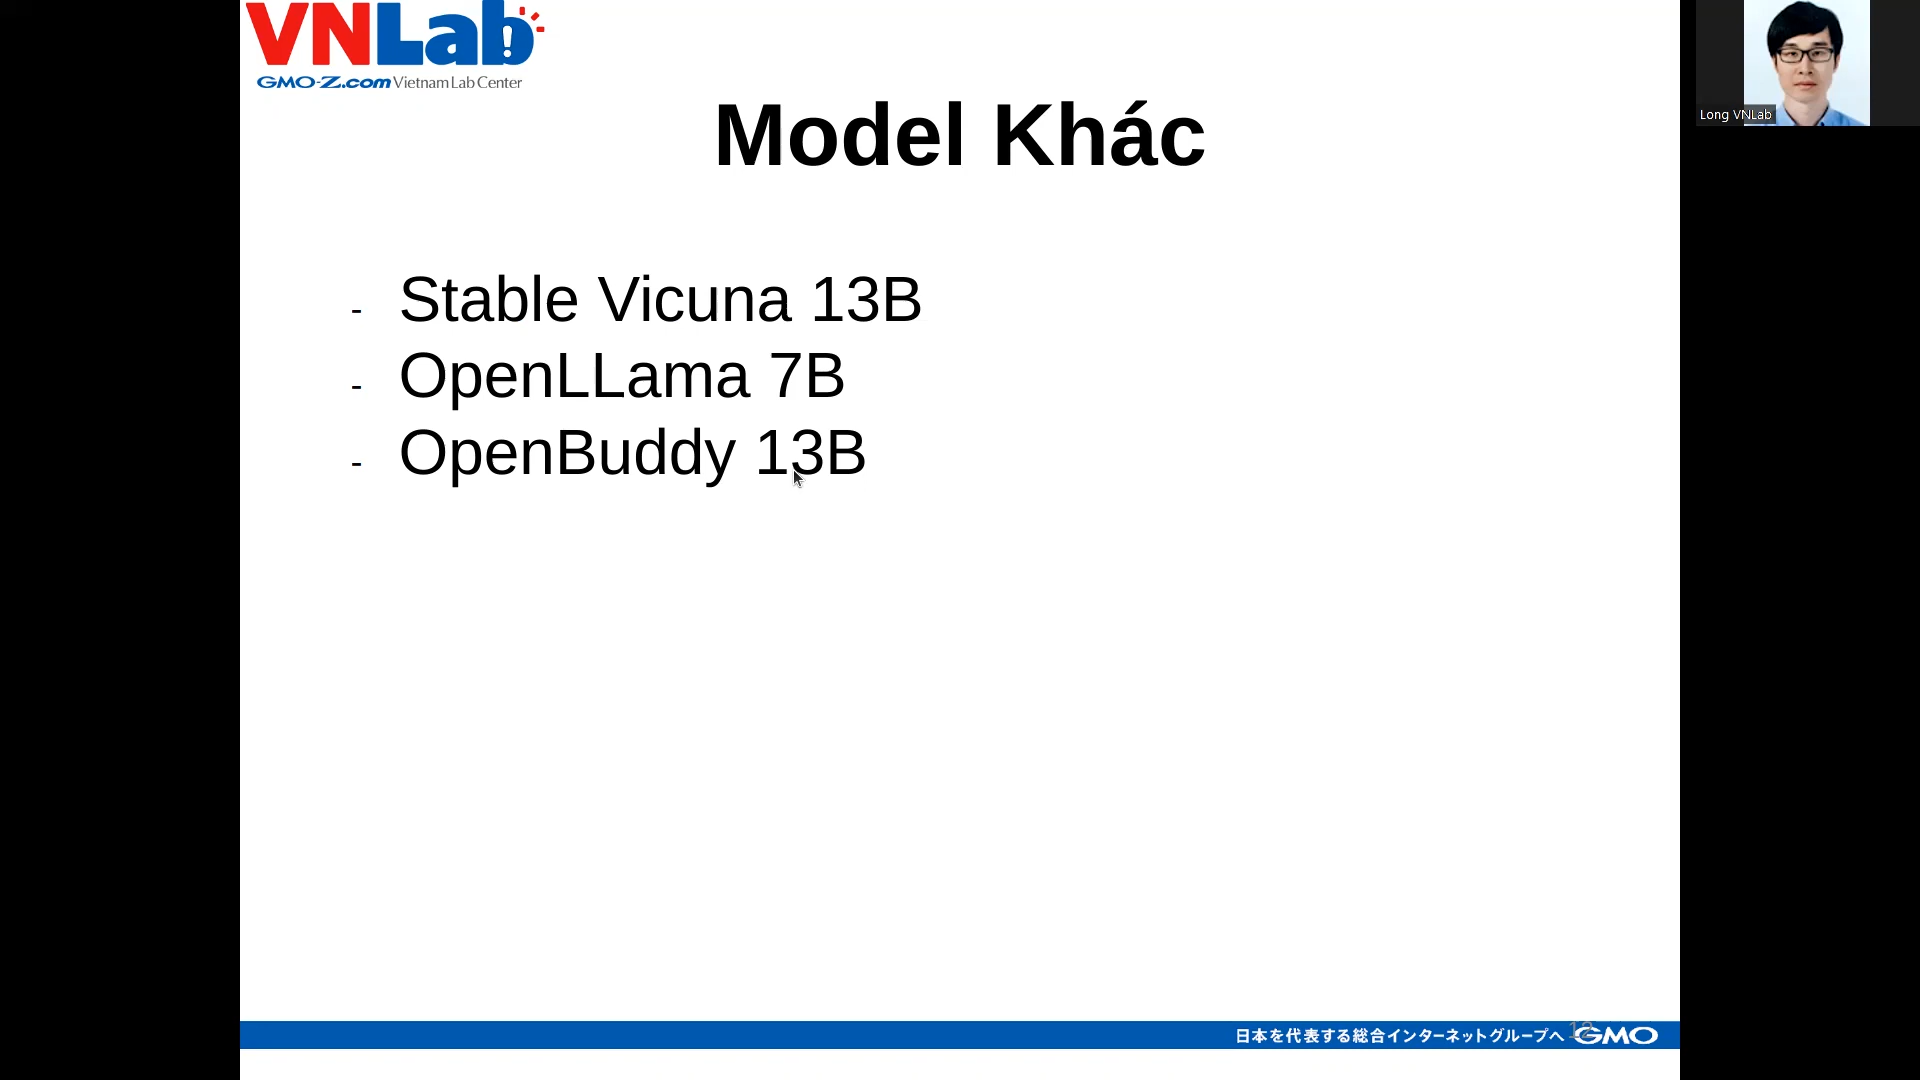 VNLab!
GMO-Z.com Vietnam Lab Center
Long VNLab
Model Khác
- Stable Vicuna 13B
- OpenLLama 7B
- OpenBuddy 13B
日本を代表する総合インターネットグループへ GMO
12